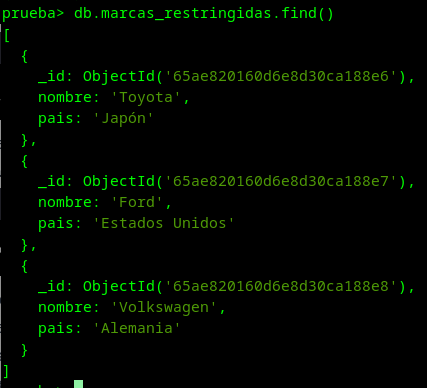 prueba> db.marcas_restringidas.find()
[
  {
    _id: ObjectId('65ae820160d6e8d30ca188e6'),
    nombre: 'Toyota',
    pais: 'Japón'
  },
  {
    _id: ObjectId('65ae820160d6e8d30ca188e7'),
    nombre: 'Ford',
    pais: 'Estados Unidos'
  },
  {
    _id: ObjectId('65ae820160d6e8d30ca188e8'),
    nombre: 'Volkswagen',
    pais: 'Alemania'
  }
]